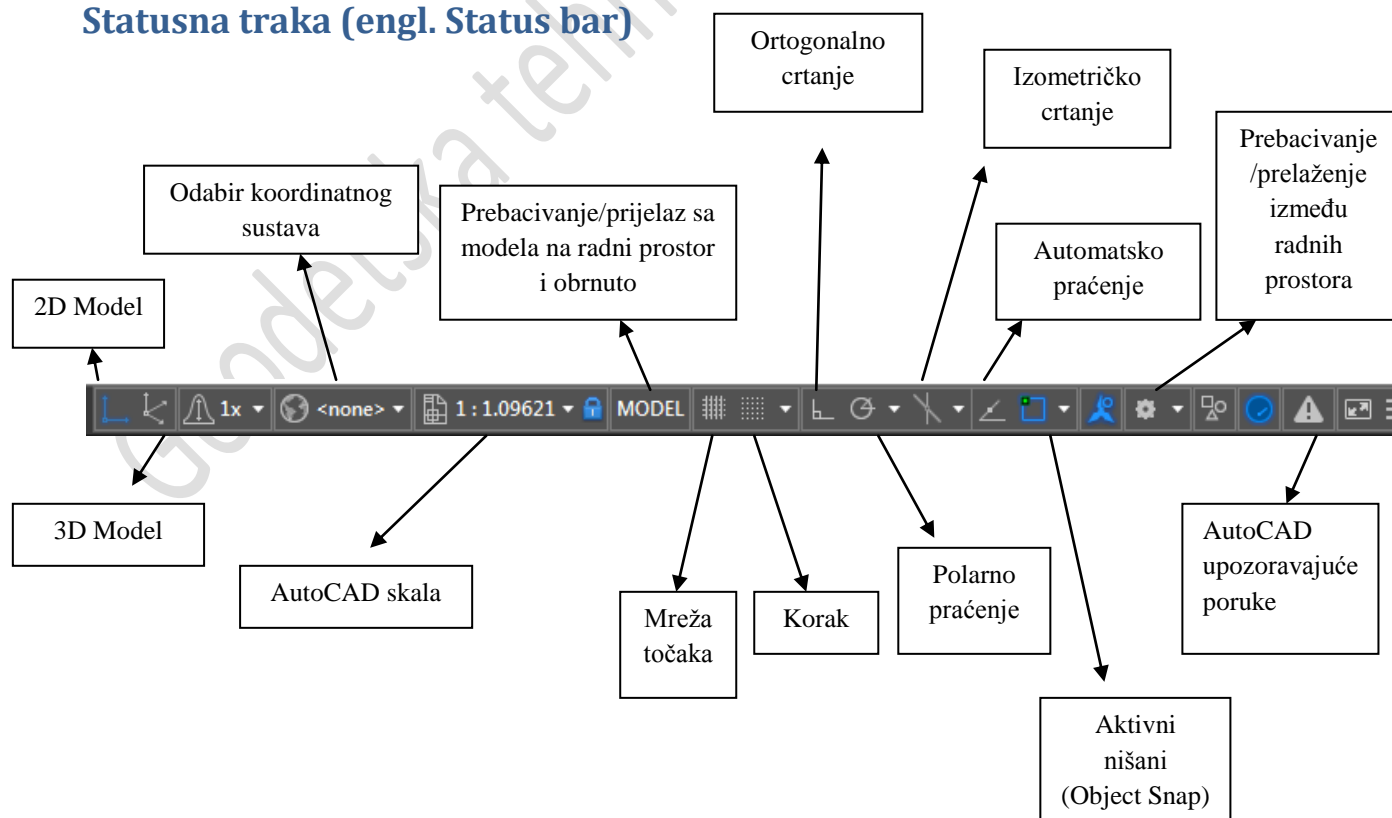 Statusna traka (engl. Status bar)
Ortogonalno
crtanje
Izometričko
crtanje
Prebacivanje
/prelaženje
između
radnih
prostora
Odabir koordinatnog
sustava
Prebacivanje/prijelaz sa
modela na radni prostor
i obrnuto
Automatsko
praćenje
2D Model
1x <none> 1 : 1.09621 MODEL
3D Model
AutoCAD skala
Mreža
točaka
Korak
Polarno
praćenje
AutoCAD
upozoravajuće
poruke
Aktivni
nišani
(Object Snap)